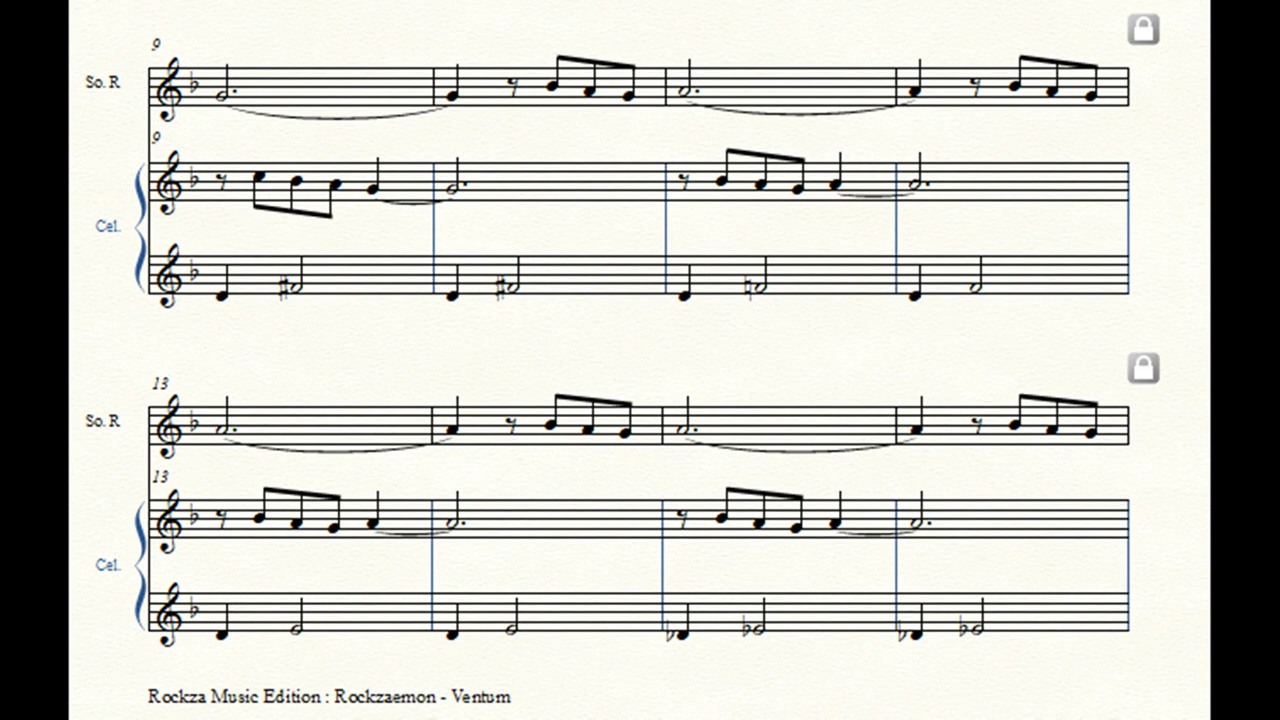 9
So. R
9
Cel.
13
So. R
13
Cel.
Rockza Music Edition : Rockzaemon - Ventum